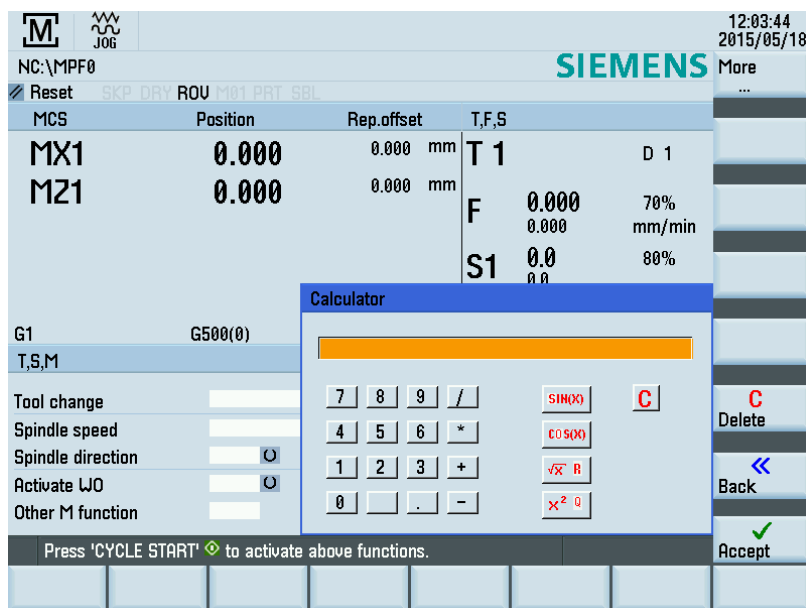 M JOG 12:03:44
2015/05/18
NC:\MPF0 SIEMENS More
...
Reset SKP DRY ROV M01 PRT SBL
MCS Position Rep.offset T,F,S
MX1 0.000 0.000 mm T 1 D 1
MZ1 0.000 0.000 mm
F 0.000 70%
0.000 mm/min
S1 0.0 80%
0.0
Calculator
G1 G500(0)
T,S,M
Tool change 7 8 9 / SIN(X) C C
Delete
Spindle speed 4 5 6 * COS(X)
Spindle direction 1 2 3 + √x R «
Activate WO Back
Other M function 0 . - x² Q
Press 'CYCLE START' to activate above functions. Accept